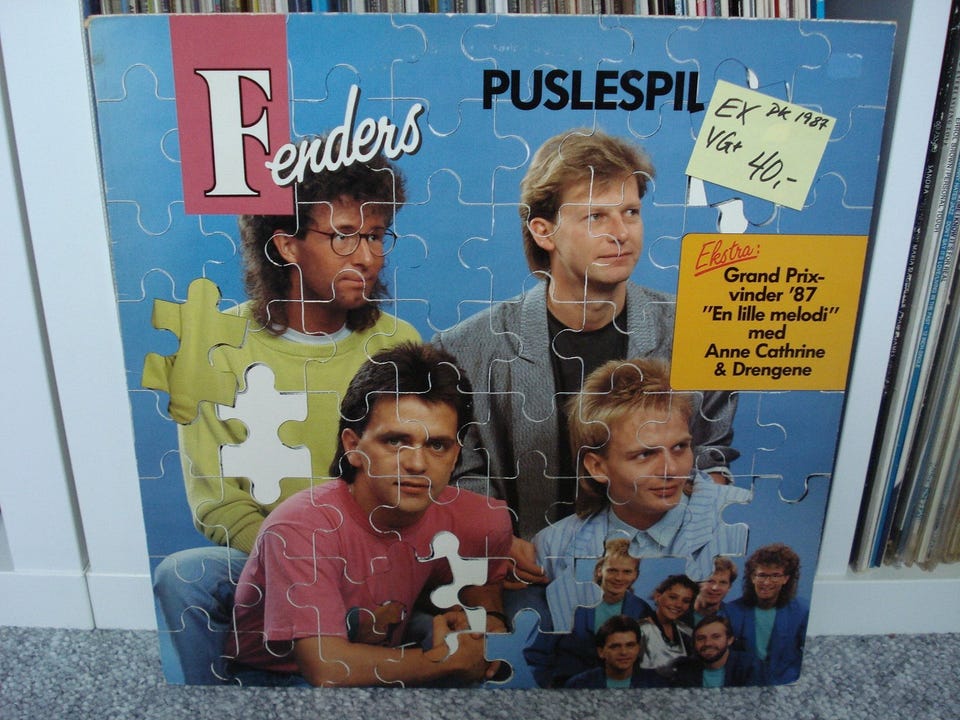 Fenders
PUSLESPIL
EX DK 1987
VG+
40,-
Ekstra:
Grand Prix-
vinder '87
"En lille melodi"
med
Anne Cathrine
& Drengene
SANDRA